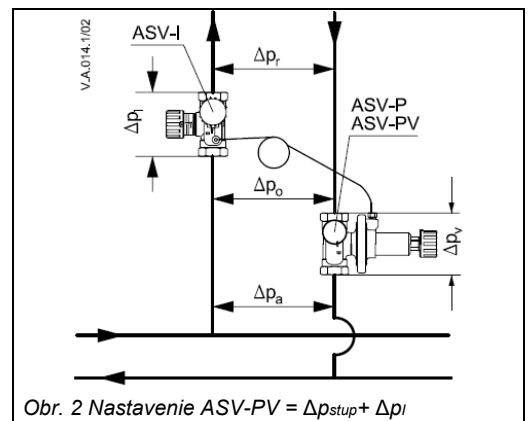 V.A.014.1/02
ASV-I
Δpr
ASV-P
ASV-PV
Δpl
Δpo
Δpv
Δpa
Obr. 2 Nastavenie ASV-PV = Δpstup+ Δpl